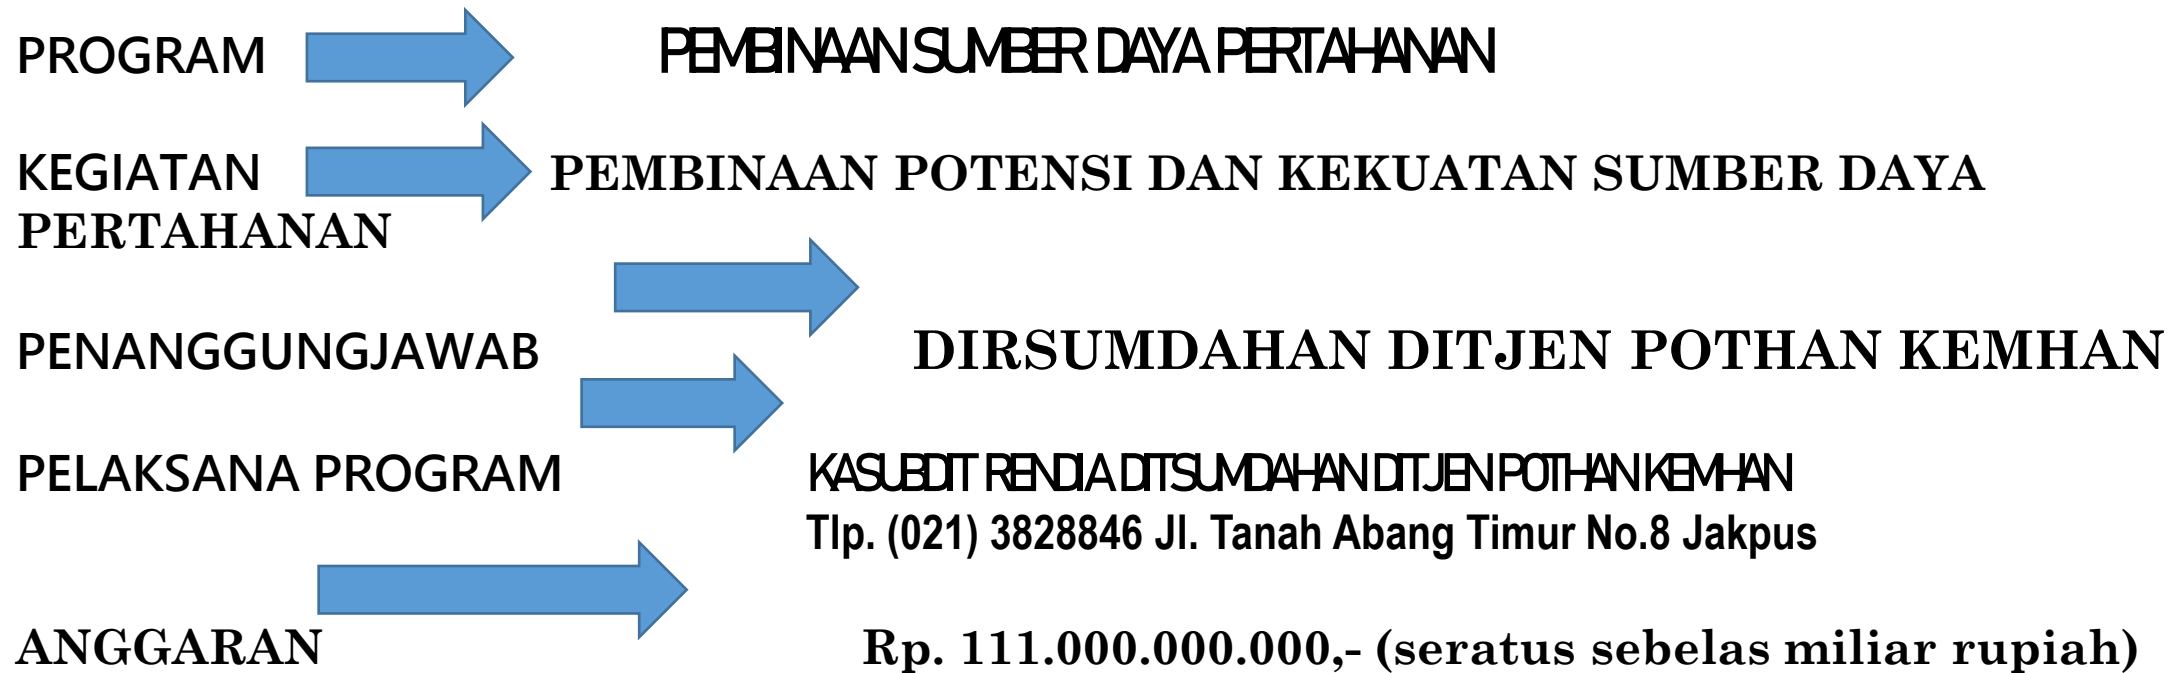 PROGRAM PEMBINAAN SUMBER DAYA PERTAHANAN
KEGIATAN PEMBINAAN POTENSI DAN KEKUATAN SUMBER DAYA
PERTAHANAN
PENANGGUNGJAWAB DIRSUMDAHAN DITJEN POTHAN KEMHAN
PELAKSANA PROGRAM KASUBDIT RENDIA DITSUMDAHAN DITJEN POTHAN KEMHAN
Tlp. (021) 3828846 Jl. Tanah Abang Timur No.8 Jakpus
ANGGARAN Rp. 111.000.000.000,- (seratus sebelas miliar rupiah)